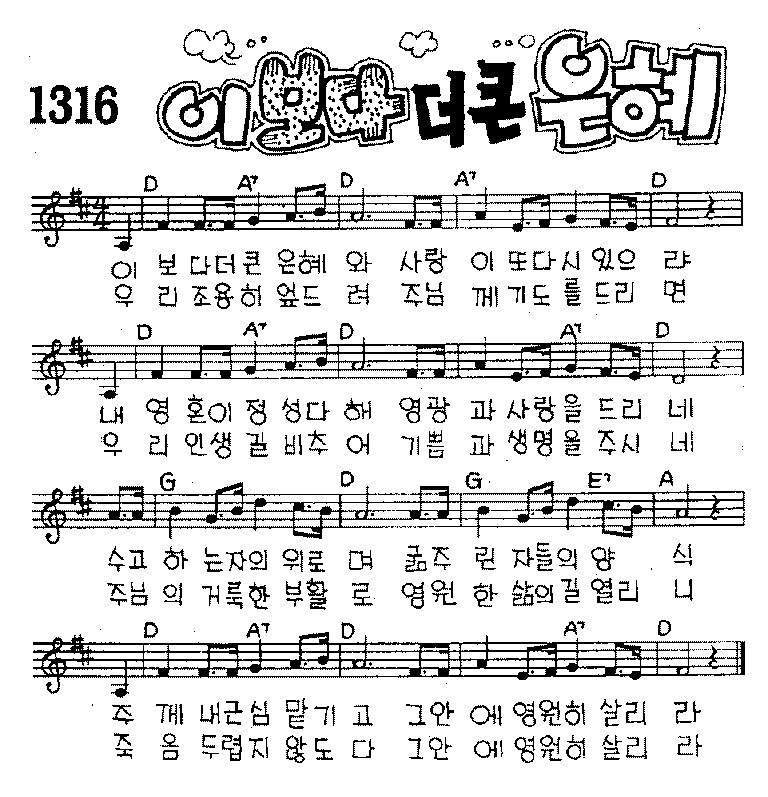 1316 이보다 더 큰 은혜
D A7 D A7 D
이 보 다더 큰 은혜 와 사랑 이 또다시 있으 랴
우 리 조용히 엎드 려 주님 께 기도를 드리 면
D A7 D A7 D
내 영 혼이 정 성다 해 영광 과 사랑을 드리 네
우 리 인생 길 비추 어 기쁨 과 생명을 주시 네
G D G E7 A
수고 하 는자의 위로 며 굶주 린 자들의 양 식
주님 의 거룩한 부활 로 영원 한 삶의길 열리 니
D A7 D A7 D
주 께 내근심 맡기 고 그안 에 영원히 살리 라
죽 음 두렵지 않도 다 그안 에 영원히 살리 라